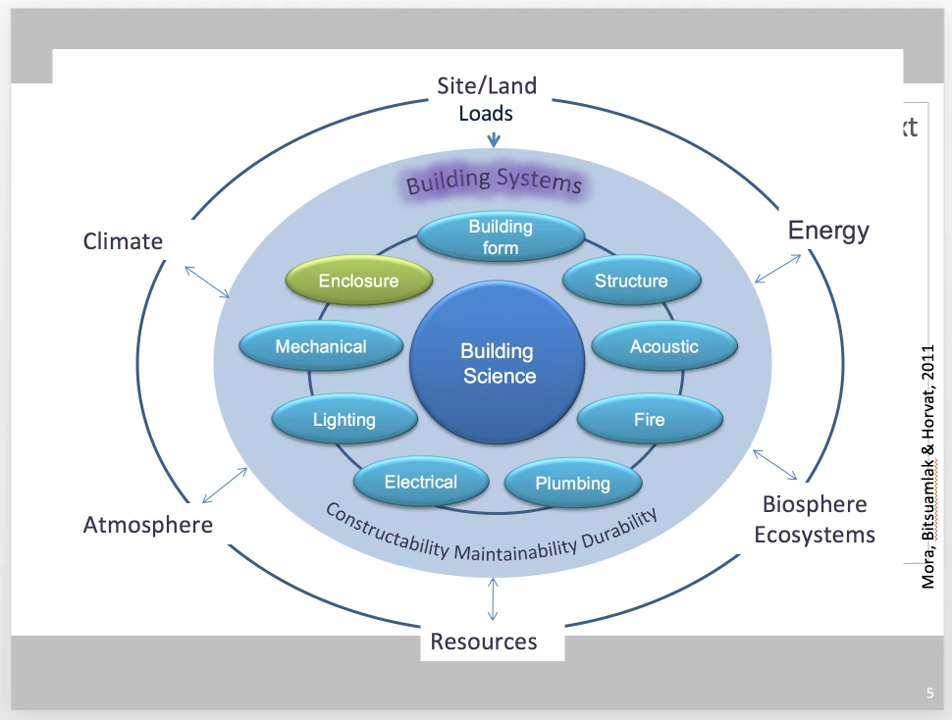 Site/Land
Loads
xt
Building Systems
Climate
Energy
Building
form
Enclosure
Structure
Mechanical
Acoustic
Building
Science
Lighting
Fire
Electrical
Plumbing
Constructability Maintainability Durability
Atmosphere
Biosphere
Ecosystems
Resources
Mora, Bitsuamlak & Horvat, 2011
5